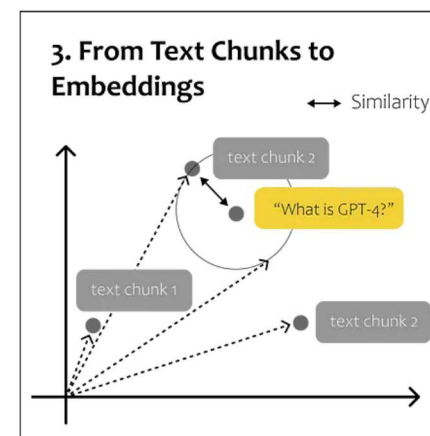 3. From Text Chunks to
Embeddings
Similarity
text chunk 2
"What is GPT-4?"
text chunk 1
text chunk 2